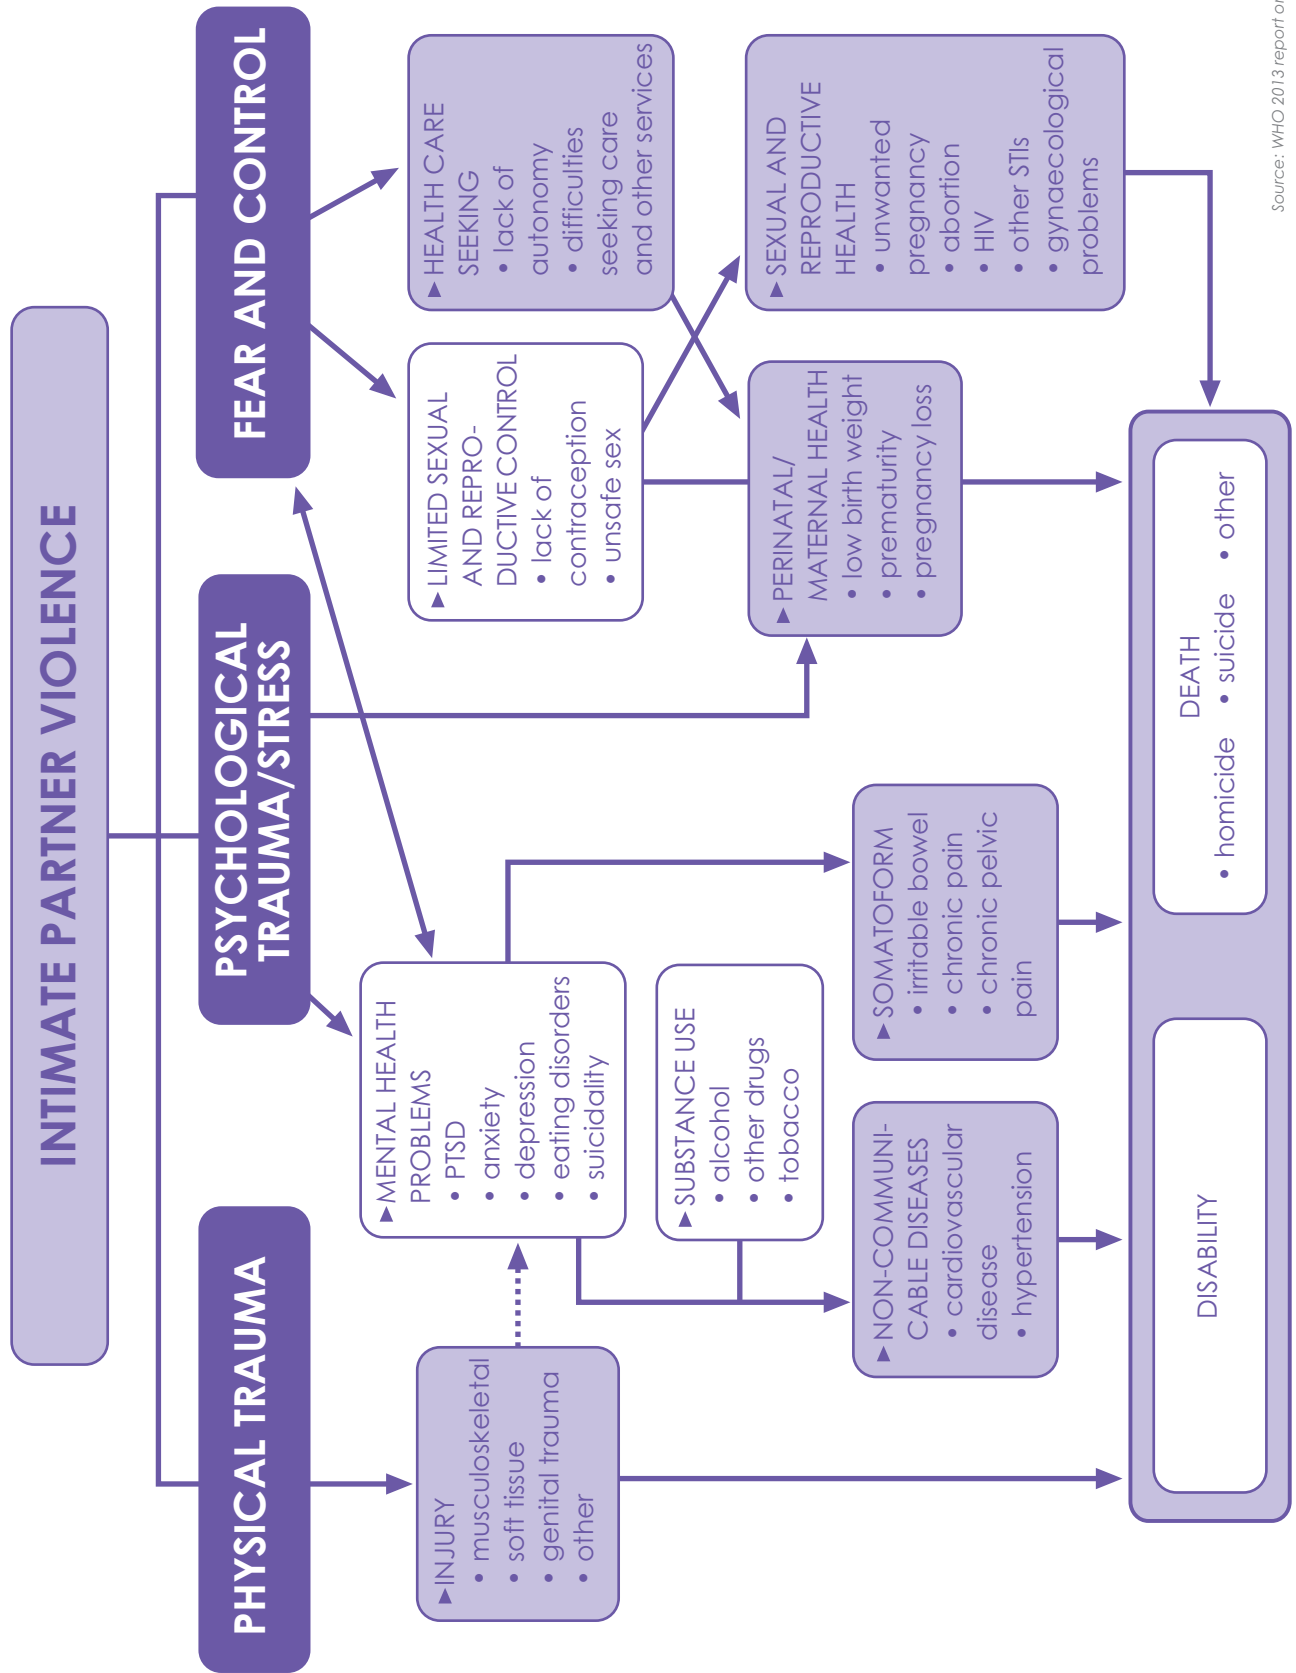 INTIMATE PARTNER VIOLENCE
PHYSICAL TRAUMA
PSYCHOLOGICAL
TRAUMA/STRESS
FEAR AND CONTROL
▲INJURY
• musculoskeletal
• soft tissue
• genital trauma
• other
▲MENTAL HEALTH
PROBLEMS
• PTSD
• anxiety
• depression
• eating disorders
• suicidality
▲LIMITED SEXUAL
AND REPRO-
DUCTIVE CONTROL
• lack of
contraception
• unsafe sex
▲HEALTH CARE
SEEKING
• lack of
autonomy
• difficulties
seeking care
and other services
▲SUBSTANCE USE
• alcohol
• other drugs
• tobacco
▲PERINATAL/
MATERNAL HEALTH
• low birth weight
• prematurity
• pregnancy loss
▲SEXUAL AND
REPRODUCTIVE
HEALTH
• unwanted
pregnancy
• abortion
• HIV
• other STIs
• gynaecological
problems
▲NON-COMMUNI-
CABLE DISEASES
• cardiovascular
disease
• hypertension
▲SOMATOFORM
• irritable bowel
• chronic pain
• chronic pelvic
pain
DISABILITY
DEATH
• homicide • suicide • other
Source: WHO 2013 report or